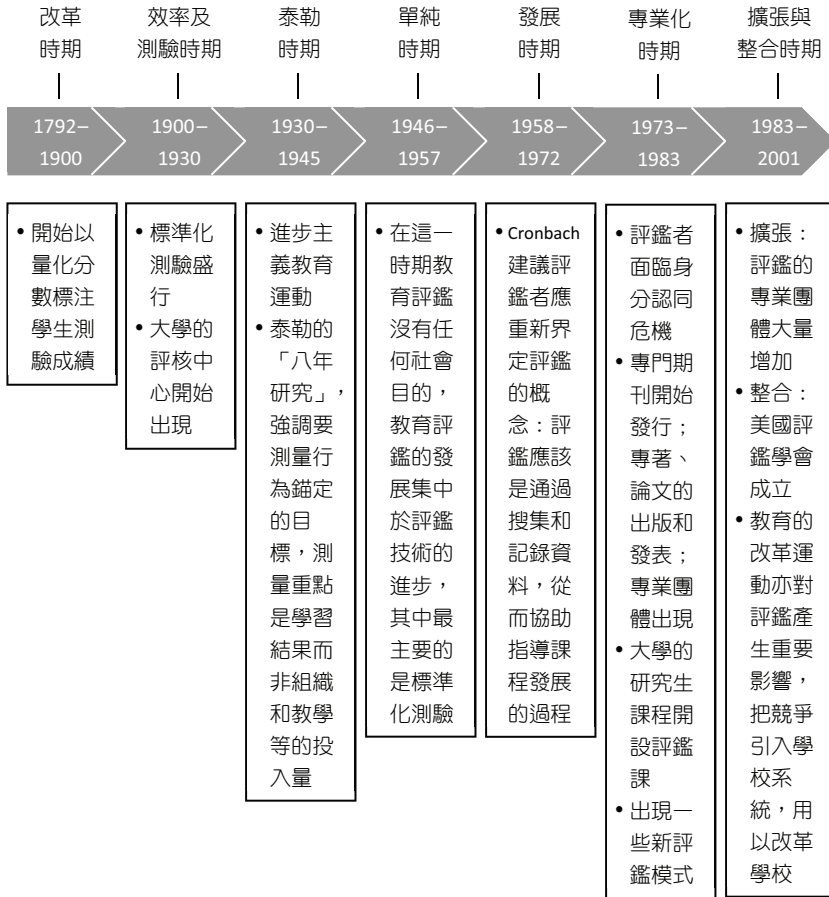 改革
時期
效率及
測驗時期
泰勒
時期
單純
時期
發展
時期
專業化
時期
擴張與
整合時期
1792–
1900
1900–
1930
1930–
1945
1946–
1957
1958–
1972
1973–
1983
1983–
2001
• 開始以
量化分
數標注
學生測
驗成績
• 標準化
測驗盛
行
• 大學的
評核中
心開始
出現
• 進步主
義教育
運動
• 泰勒的
「八年
研究」，
強調要
測量行
為錨定
的目
標，測
量重點
是學習
結果而
非組織
和教學
等的投
入量
• 在這一
時期教
育評鑑
沒有任
何社會
目的，
教育評
鑑的發
展集中
於評鑑
技術的
進步，
其中最
主要的
是標準
化測驗
• Cronbach
建議評
鑑者應
重新界
定評鑑
的概
念：評
鑑應該
是通過
搜集和
記錄資
料，從
而協助
指導課
程發展
的過程
• 評鑑者
面臨身
分認同
危機
• 專門期
刊開始
發行；
專著、
論文的
出版和
發表；
專業團
體出現
• 大學的
研究生
課程開
設評鑑
課
• 出現一
些新評
鑑模式
• 擴張：
評鑑的
專業團
體大量
增加
• 整合：
美國評
鑑學會
成立
• 教育的
改革運
動亦對
評鑑產
生重要
影響，
把競爭
引入學
校系
統，用
以改革
學校